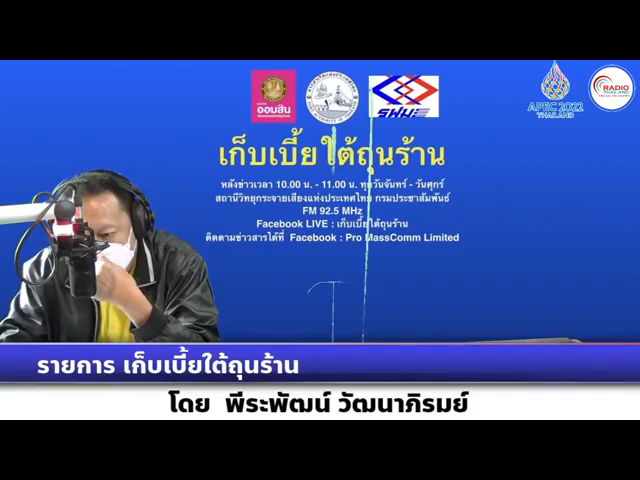 APEC 2022
THAILAND
RADIO
THAILAND
ออมสิน
รฟม
เก็บเบี้ยใต้ถุนร้าน
หลังข่าวเวลา 10.00 น. - 11.00 น. ทุกวันจันทร์ - วันศุกร์
สถานีวิทยุกระจายเสียงแห่งประเทศไทย กรมประชาสัมพันธ์
FM 92.5 MHz
Facebook LIVE : เก็บเบี้ยใต้ถุนร้าน
ติดตามข่าวสารได้ที่ Facebook : Pro MassComm Limited
รายการ เก็บเบี้ยใต้ถุนร้าน
โดย พีระพัฒน์ วัฒนาภิรมย์